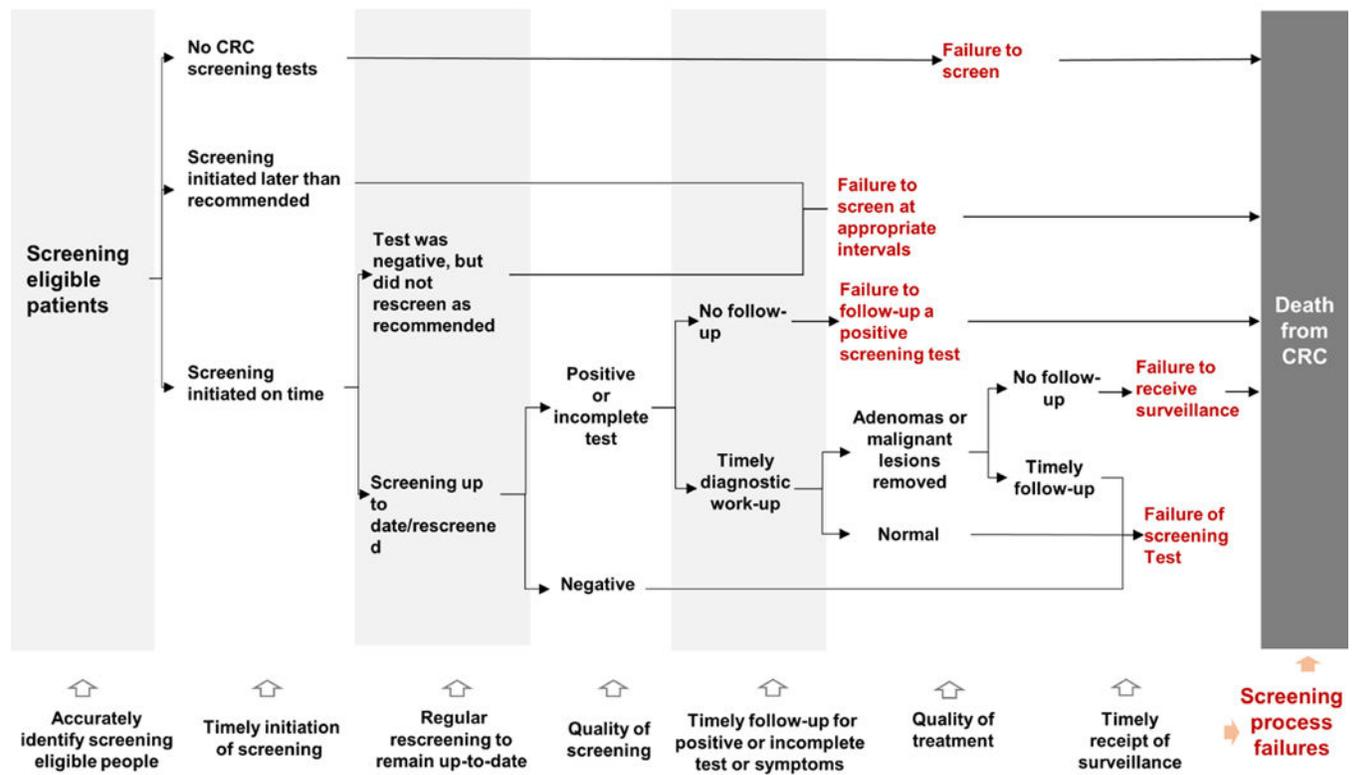 No CRC
screening tests
Failure to
screen
Screening
initiated later than
recommended
Failure to
screen at
appropriate
intervals
Screening
eligible
patients
Test was
negative, but
did not
rescreen as
recommended
No follow-
up
Failure to
follow-up a
positive
screening test
Death
from
CRC
Screening
initiated on time
Positive
or
incomplete
test
No follow-
up
Failure to
receive
surveillance
Adenomas or
malignant
lesions
removed
Timely
diagnostic
work-up
Timely
follow-up
Screening up
to
date/rescreene
d
Normal
Failure of
screening
Test
Negative
Accurately
identify screening
eligible people
Timely initiation
of screening
Regular
rescreening to
remain up-to-date
Quality of
screening
Timely follow-up for
positive or incomplete
test or symptoms
Quality of
treatment
Timely
receipt of
surveillance
Screening
process
failures